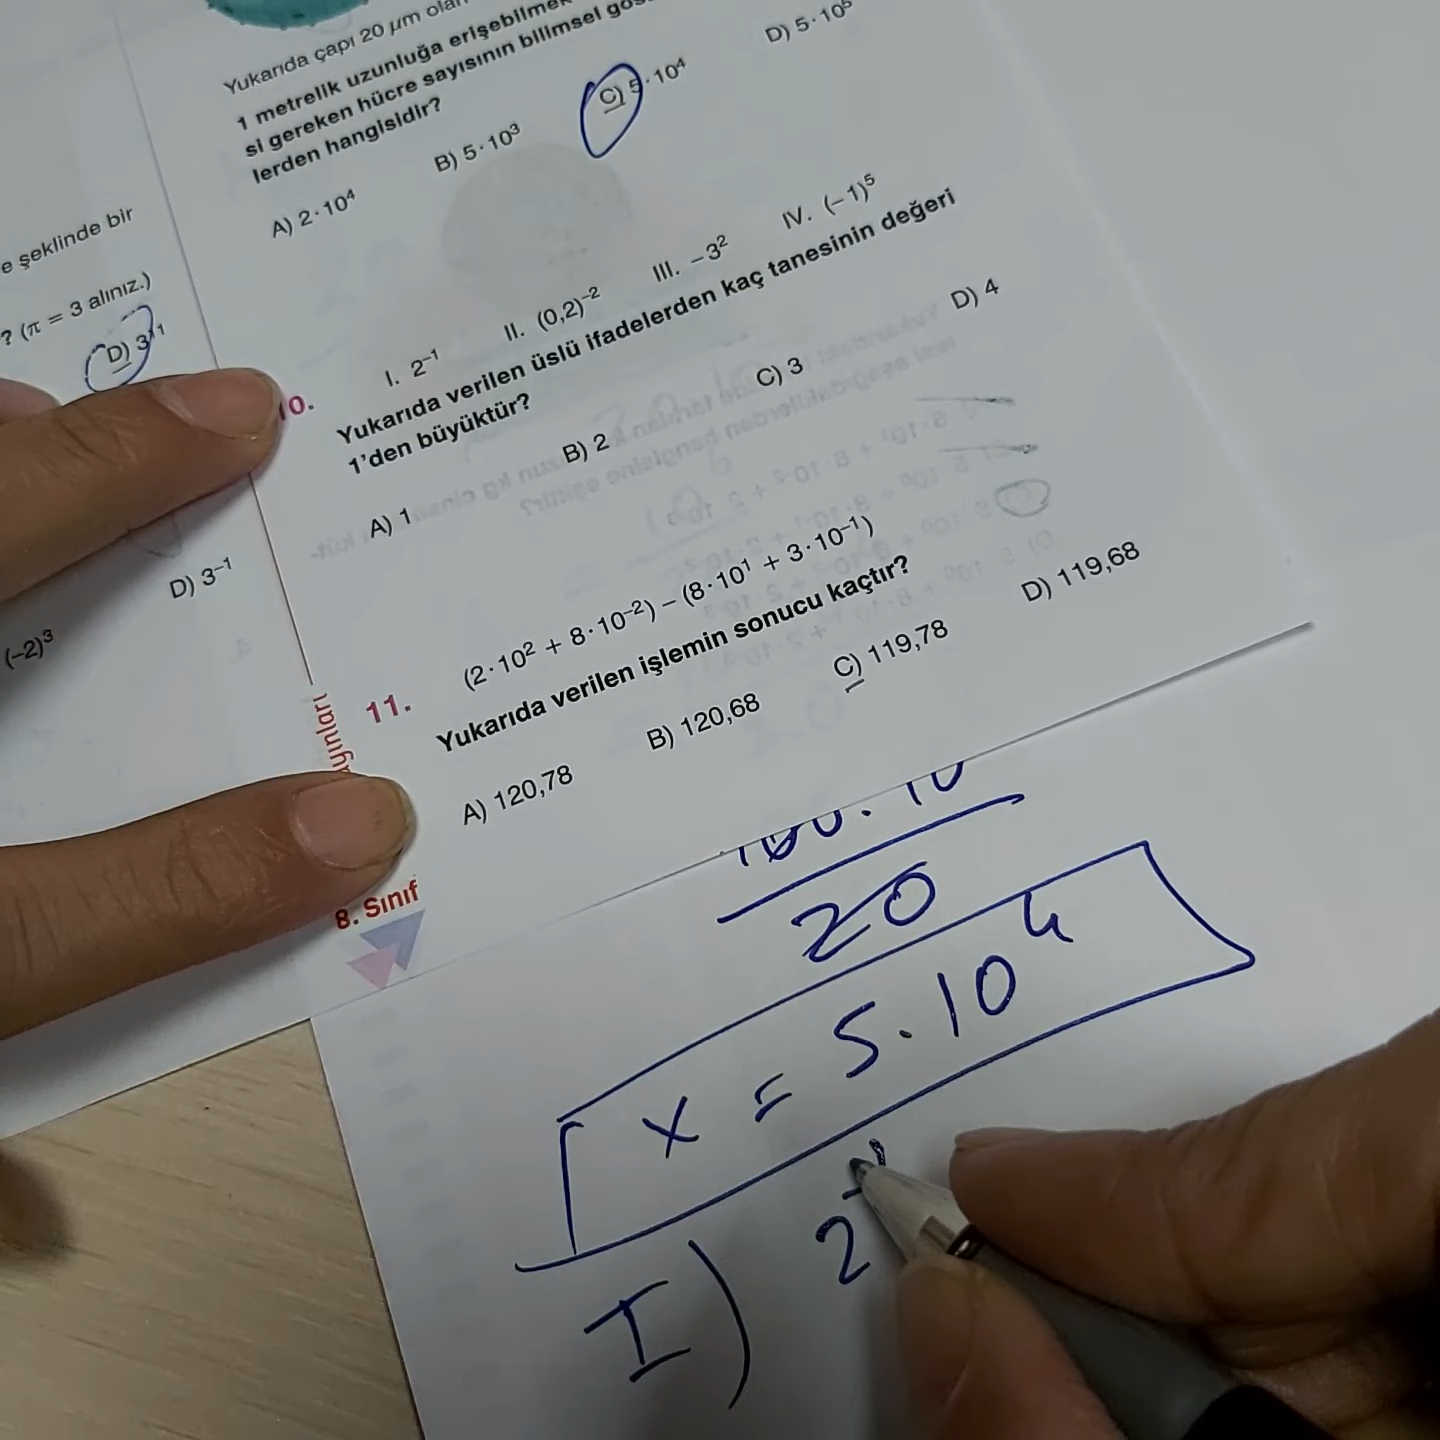 Yukarıda çapı 20 μm olan
1 metrelik uzunluğa erişebilmek
si gereken hücre sayısının bilimsel gös
lerden hangisidir?
A) 2·10⁴ B) 5·10³ C) 5·10⁴ D) 5·10⁵
e şeklinde bir
? (π = 3 alınız.)
D) 3¹¹
D) 3⁻¹
(−2)³
10. I. 2⁻¹ II. (0,2)⁻² III. −3² IV. (−1)⁵
Yukarıda verilen üslü ifadelerden kaç tanesinin değeri
1'den büyüktür?
A) 1 B) 2 C) 3 D) 4
11. (2·10² + 8·10⁻²) − (8·10¹ + 3·10⁻¹)
Yukarıda verilen işlemin sonucu kaçtır?
A) 120,78 B) 120,68 C) 119,78 D) 119,68
8. Sınıf
20
x = 5.10⁴
I) 2